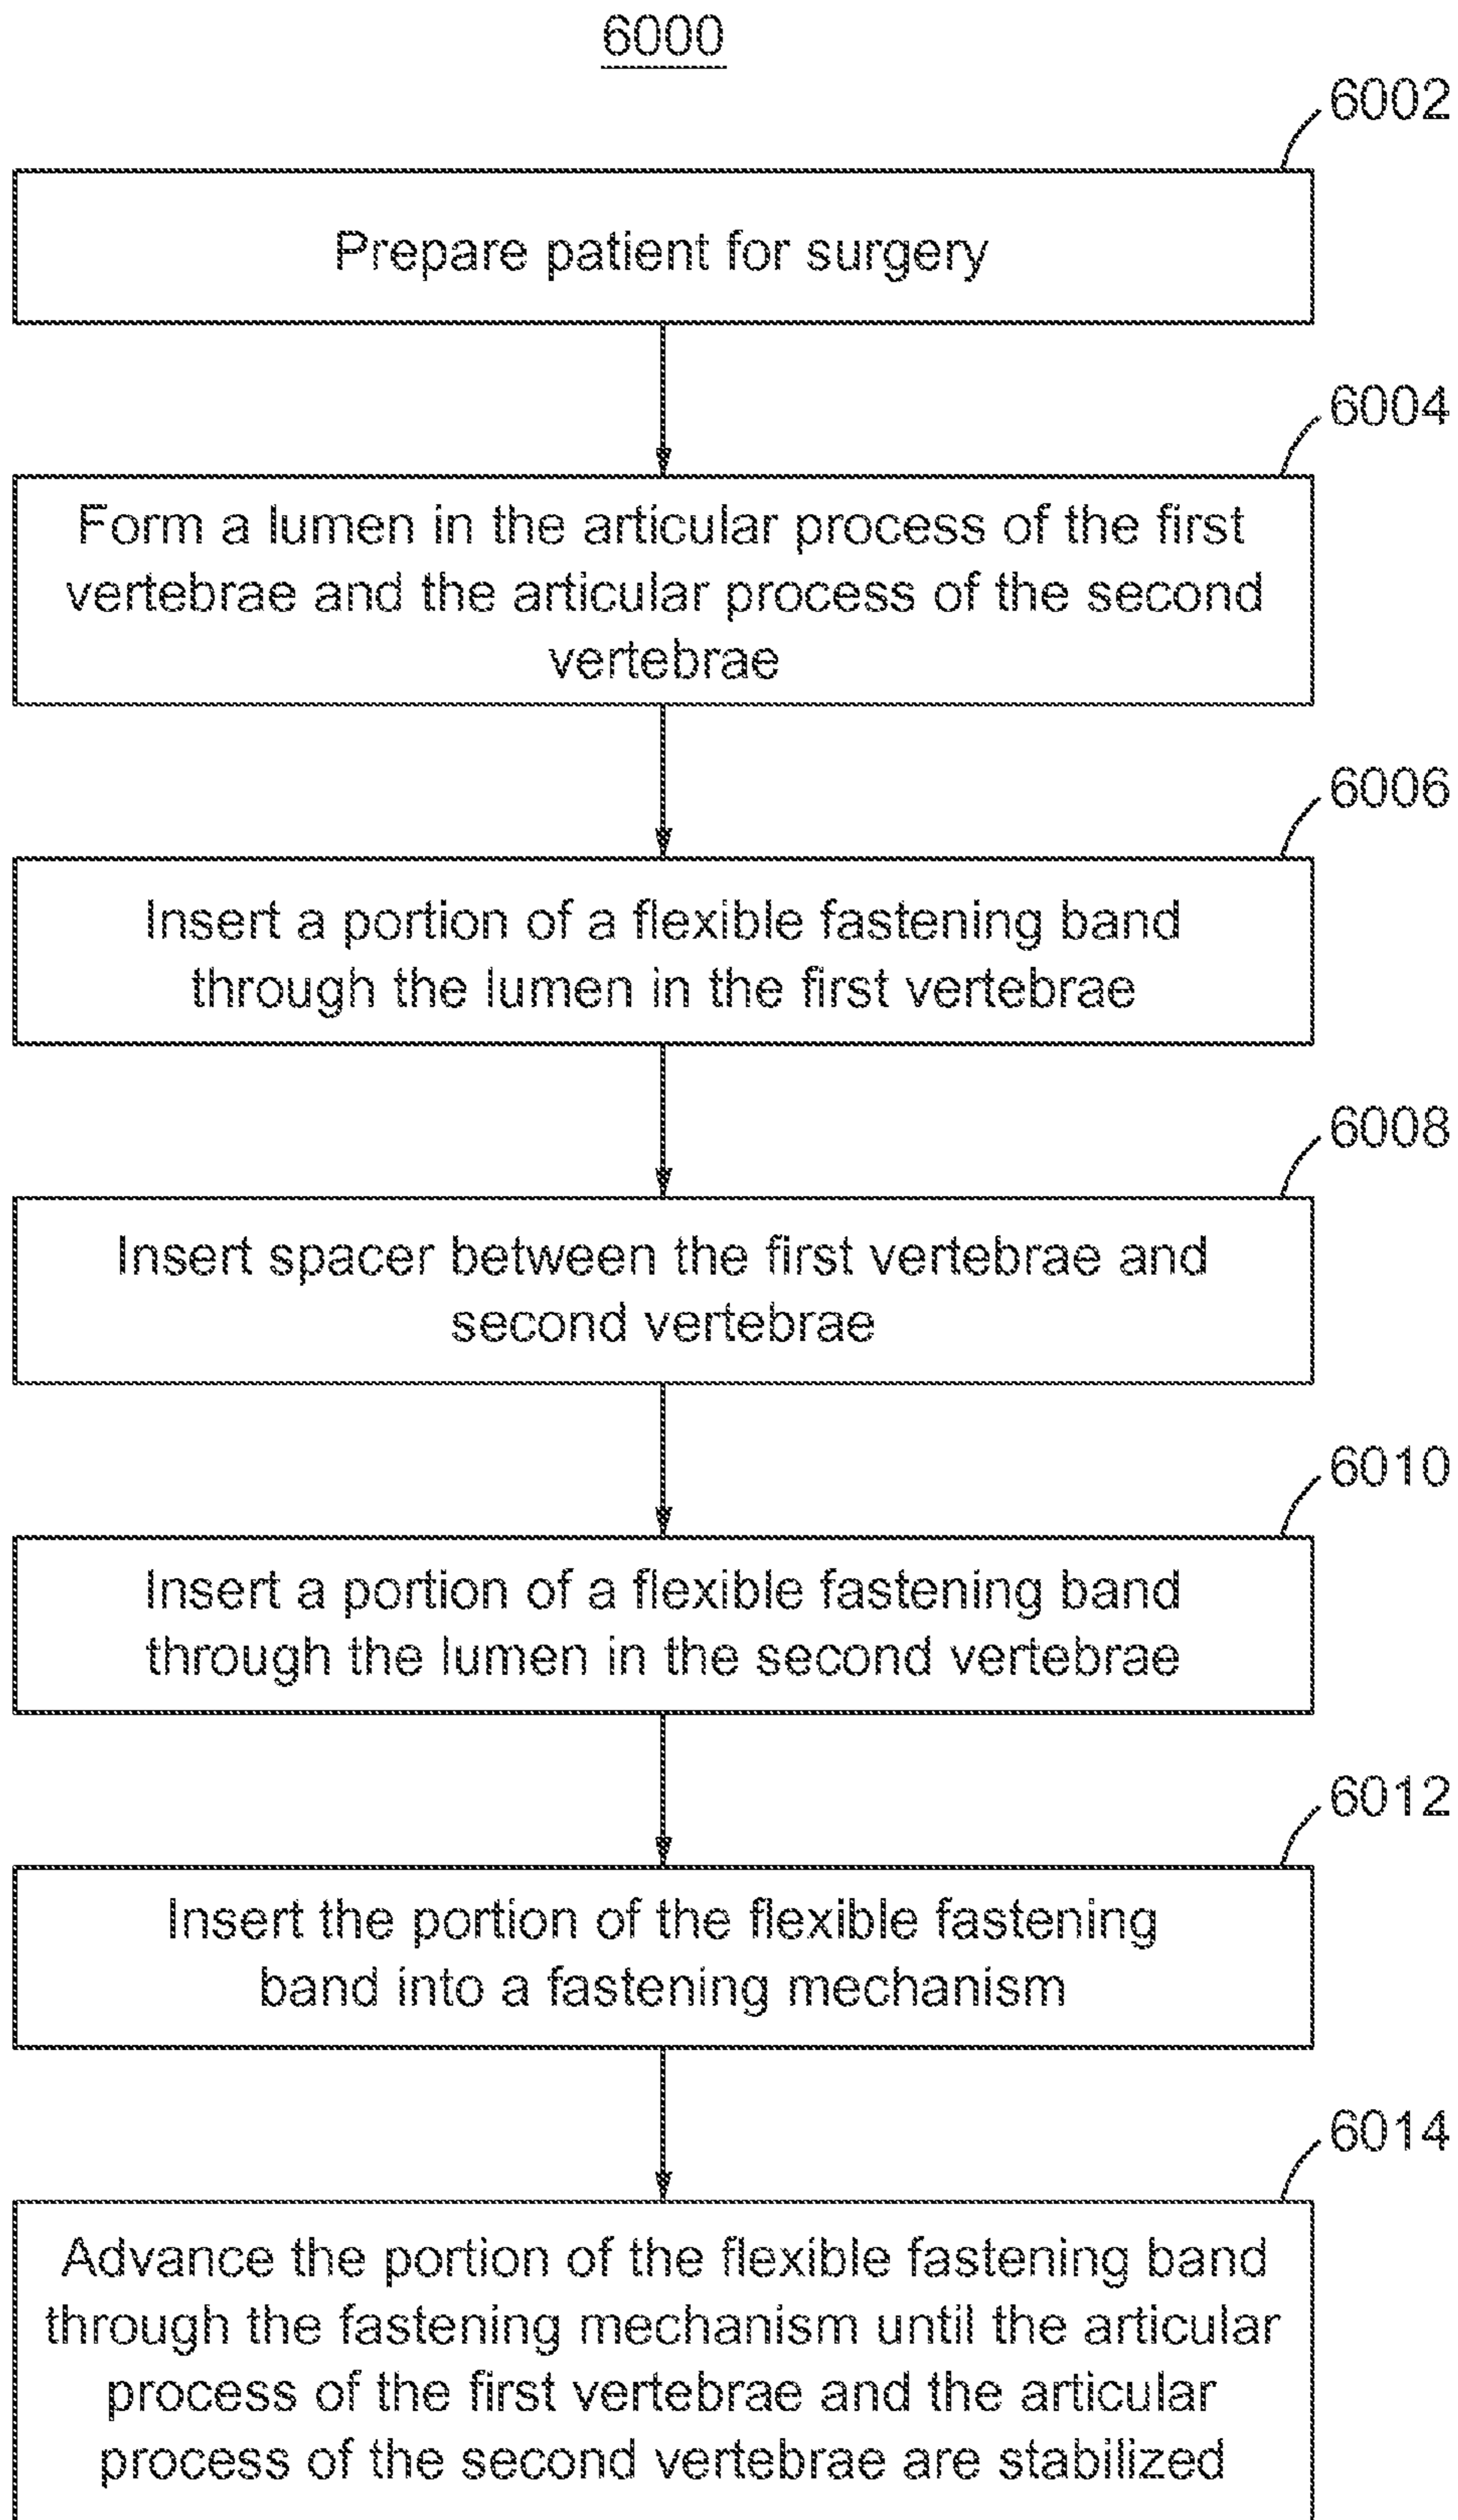 6000
6002
Prepare patient for surgery
6004
Form a lumen in the articular process of the first
vertebrae and the articular process of the second
vertebrae
6006
Insert a portion of a flexible fastening band
through the lumen in the first vertebrae
6008
Insert spacer between the first vertebrae and
second vertebrae
6010
Insert a portion of a flexible fastening band
through the lumen in the second vertebrae
6012
Insert the portion of the flexible fastening
band into a fastening mechanism
6014
Advance the portion of the flexible fastening band
through the fastening mechanism until the articular
process of the first vertebrae and the articular
process of the second vertebrae are stabilized